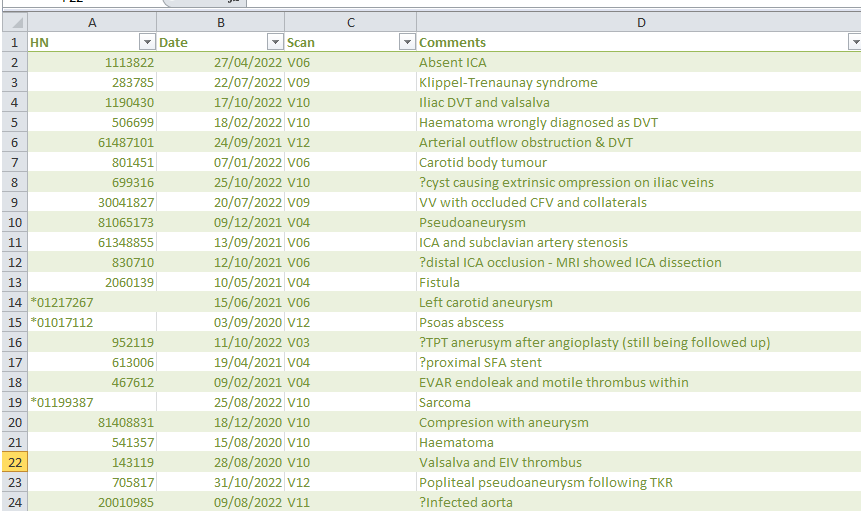 A B C D
1 HN Date Scan Comments
2 1113822 27/04/2022 V06 Absent ICA
3 283785 22/07/2022 V09 Klippel-Trenaunay syndrome
4 1190430 17/10/2022 V10 Iliac DVT and valsalva
5 506699 18/02/2022 V10 Haematoma wrongly diagnosed as DVT
6 61487101 24/09/2021 V12 Arterial outflow obstruction & DVT
7 801451 07/01/2022 V06 Carotid body tumour
8 699316 25/10/2022 V10 ?cyst causing extrinsic ompression on iliac veins
9 30041827 20/07/2022 V09 VV with occluded CFV and collaterals
10 81065173 09/12/2021 V04 Pseudoaneurysm
11 61348855 13/09/2021 V06 ICA and subclavian artery stenosis
12 830710 12/10/2021 V06 ?distal ICA occlusion - MRI showed ICA dissection
13 2060139 10/05/2021 V04 Fistula
14 *01217267 15/06/2021 V06 Left carotid aneurysm
15 *01017112 03/09/2020 V12 Psoas abscess
16 952119 11/10/2022 V03 ?TPT anerusym after angioplasty (still being followed up)
17 613006 19/04/2021 V04 ?proximal SFA stent
18 467612 09/02/2021 V04 EVAR endoleak and motile thrombus within
19 *01199387 25/08/2022 V10 Sarcoma
20 81408831 18/12/2020 V10 Compresion with aneurysm
21 541357 15/08/2020 V10 Haematoma
22 143119 28/08/2020 V10 Valsalva and EIV thrombus
23 705817 31/10/2022 V12 Popliteal pseudoaneurysm following TKR
24 20010985 09/08/2022 V11 ?Infected aorta